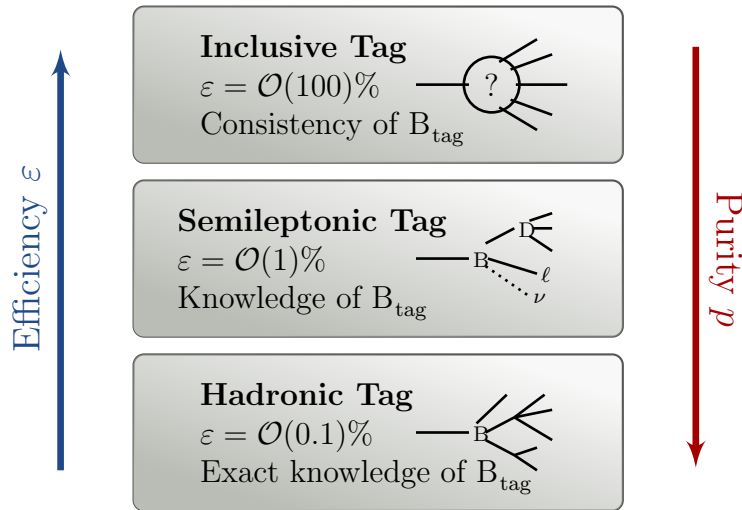 Inclusive Tag
ε = O(100)%
Consistency of B_tag
?
Semileptonic Tag
ε = O(1)%
Knowledge of B_tag
B
D
ℓ
ν
Hadronic Tag
ε = O(0.1)%
Exact knowledge of B_tag
B
Efficiency ε
Purity p